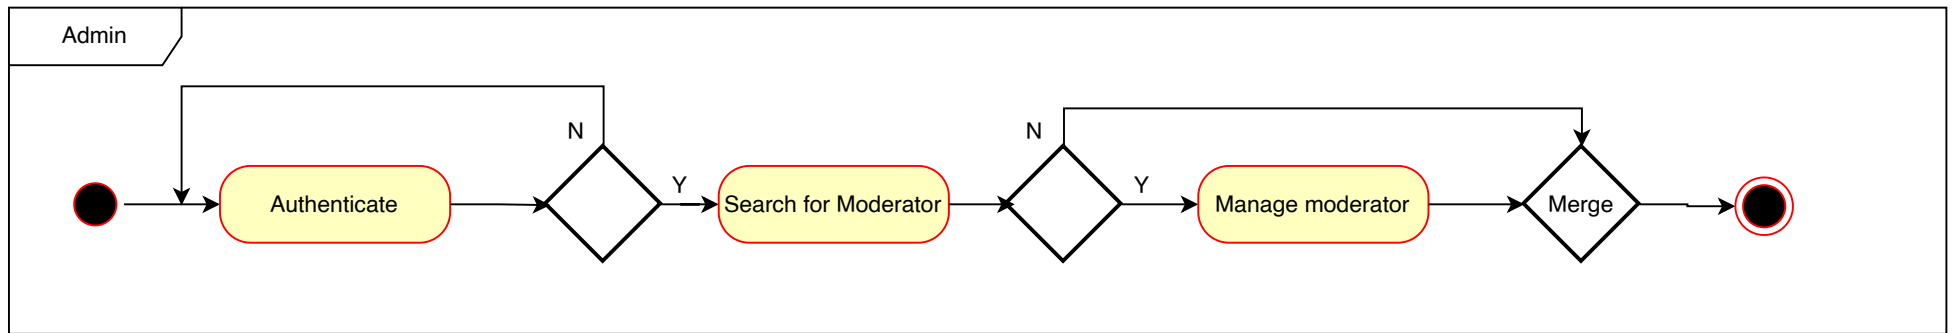 Admin
N
N
Y
Y
Authenticate
Search for Moderator
Manage moderator
Merge